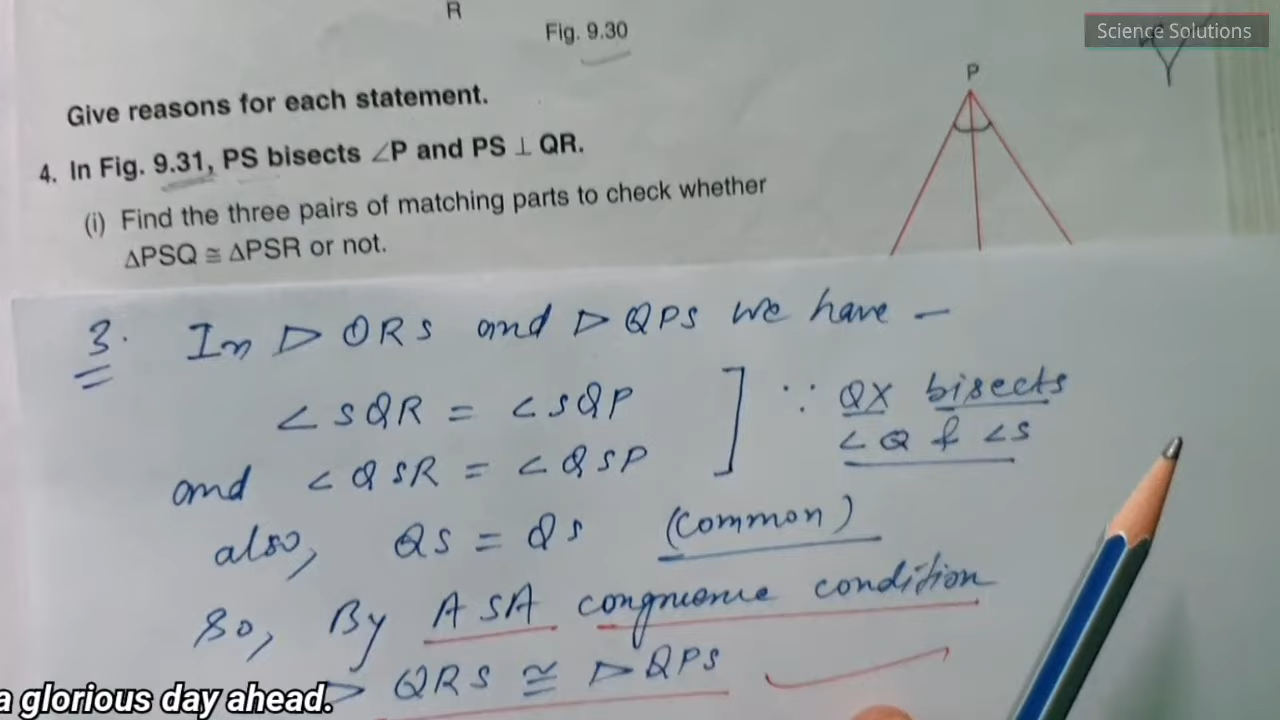 R
Fig. 9.30
Science Solutions
P
Give reasons for each statement.
4. In Fig. 9.31, PS bisects ∠P and PS ⊥ QR.
(i) Find the three pairs of matching parts to check whether
ΔPSQ ≅ ΔPSR or not.
3. In ▷ QRS and ▷ QPS we have —
∠SQR = ∠SQP ] ∵ QX bisects
∠Q & ∠S
and ∠QSR = ∠QSP
also, QS = QS (common)
So, By ASA congruence condition
▷ QRS ≅ ▷ QPS
a glorious day ahead.